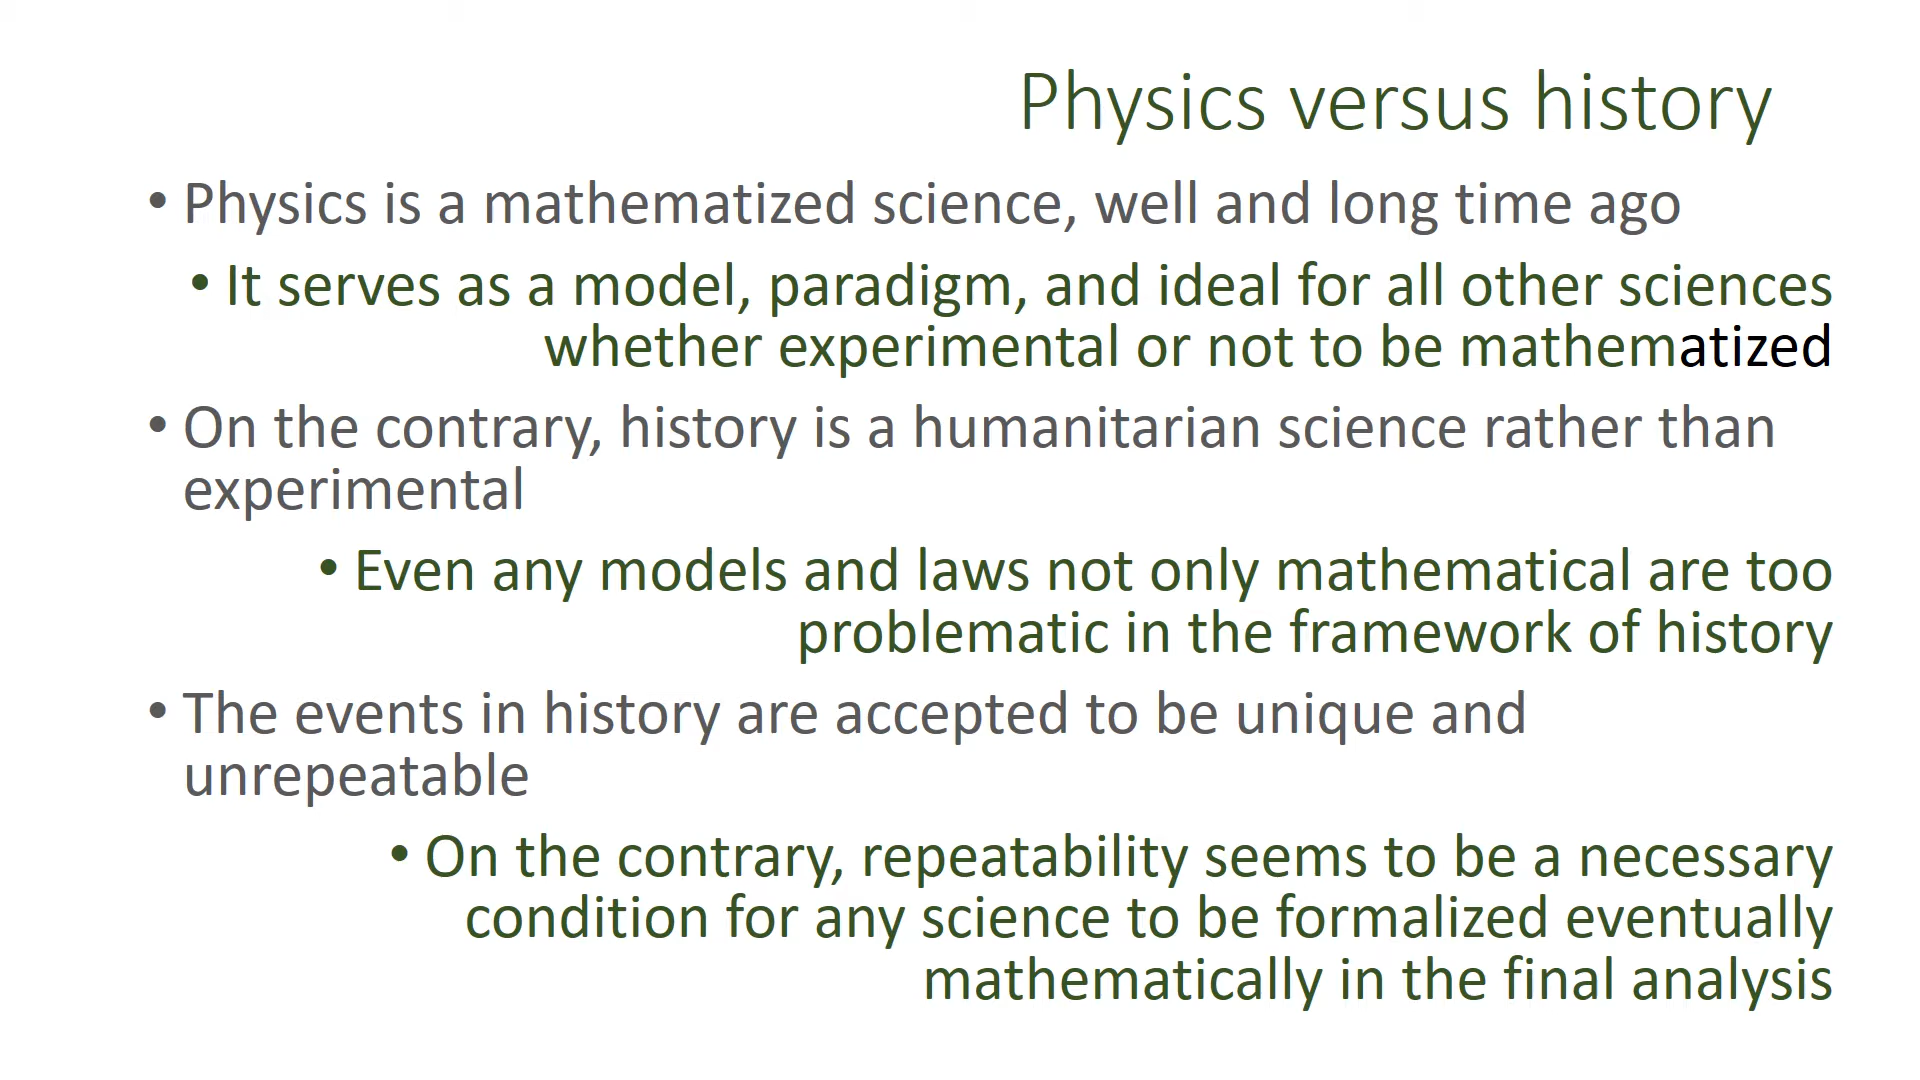 Physics versus history
• Physics is a mathematized science, well and long time ago
• It serves as a model, paradigm, and ideal for all other sciences
whether experimental or not to be mathematized
• On the contrary, history is a humanitarian science rather than
experimental
• Even any models and laws not only mathematical are too
problematic in the framework of history
• The events in history are accepted to be unique and
unrepeatable
• On the contrary, repeatability seems to be a necessary
condition for any science to be formalized eventually
mathematically in the final analysis